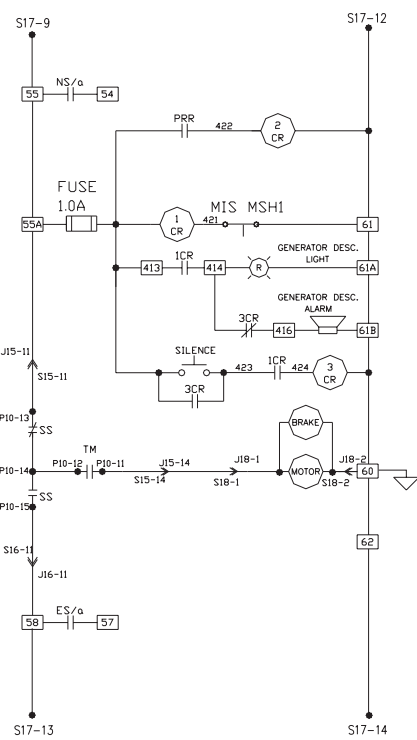 S17-9
S17-12
NS/a
55
54
PRR
422
2
CR
FUSE
1.0A
MIS MSH1
421
1
CR
55A
61
GENERATOR DESC.
LIGHT
1CR
413
414
R
61A
GENERATOR DESC.
ALARM
3CR
416
61B
SILENCE
J15-11
S15-11
423
1CR
424
3
CR
3CR
P10-13
SS
BRAKE
TM
P10-12
P10-11
J15-14
J18-1
J18-2
P10-14
MOTOR
60
S15-14
S18-1
S18-2
SS
P10-15
62
S16-11
J16-11
ES/a
58
57
S17-13
S17-14